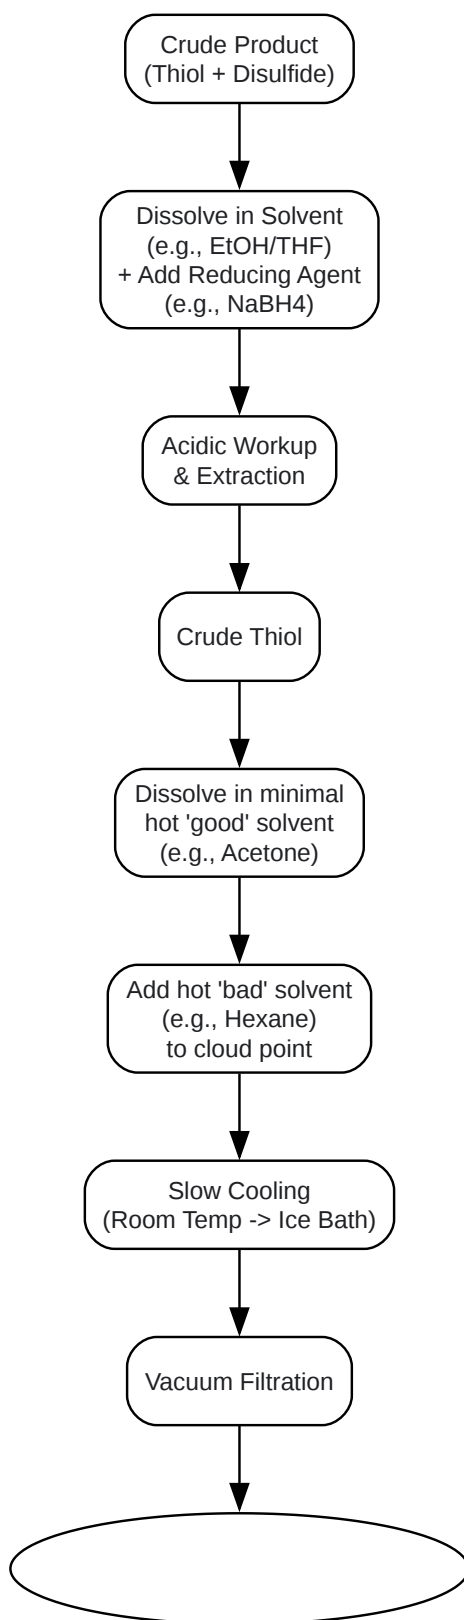 Crude Product
(Thiol + Disulfide)
Dissolve in Solvent
(e.g., EtOH/THF)
+ Add Reducing Agent
(e.g., NaBH4)
Acidic Workup
& Extraction
Crude Thiol
Dissolve in minimal
hot 'good' solvent
(e.g., Acetone)
Add hot 'bad' solvent
(e.g., Hexane)
to cloud point
Slow Cooling
(Room Temp -> Ice Bath)
Vacuum Filtration